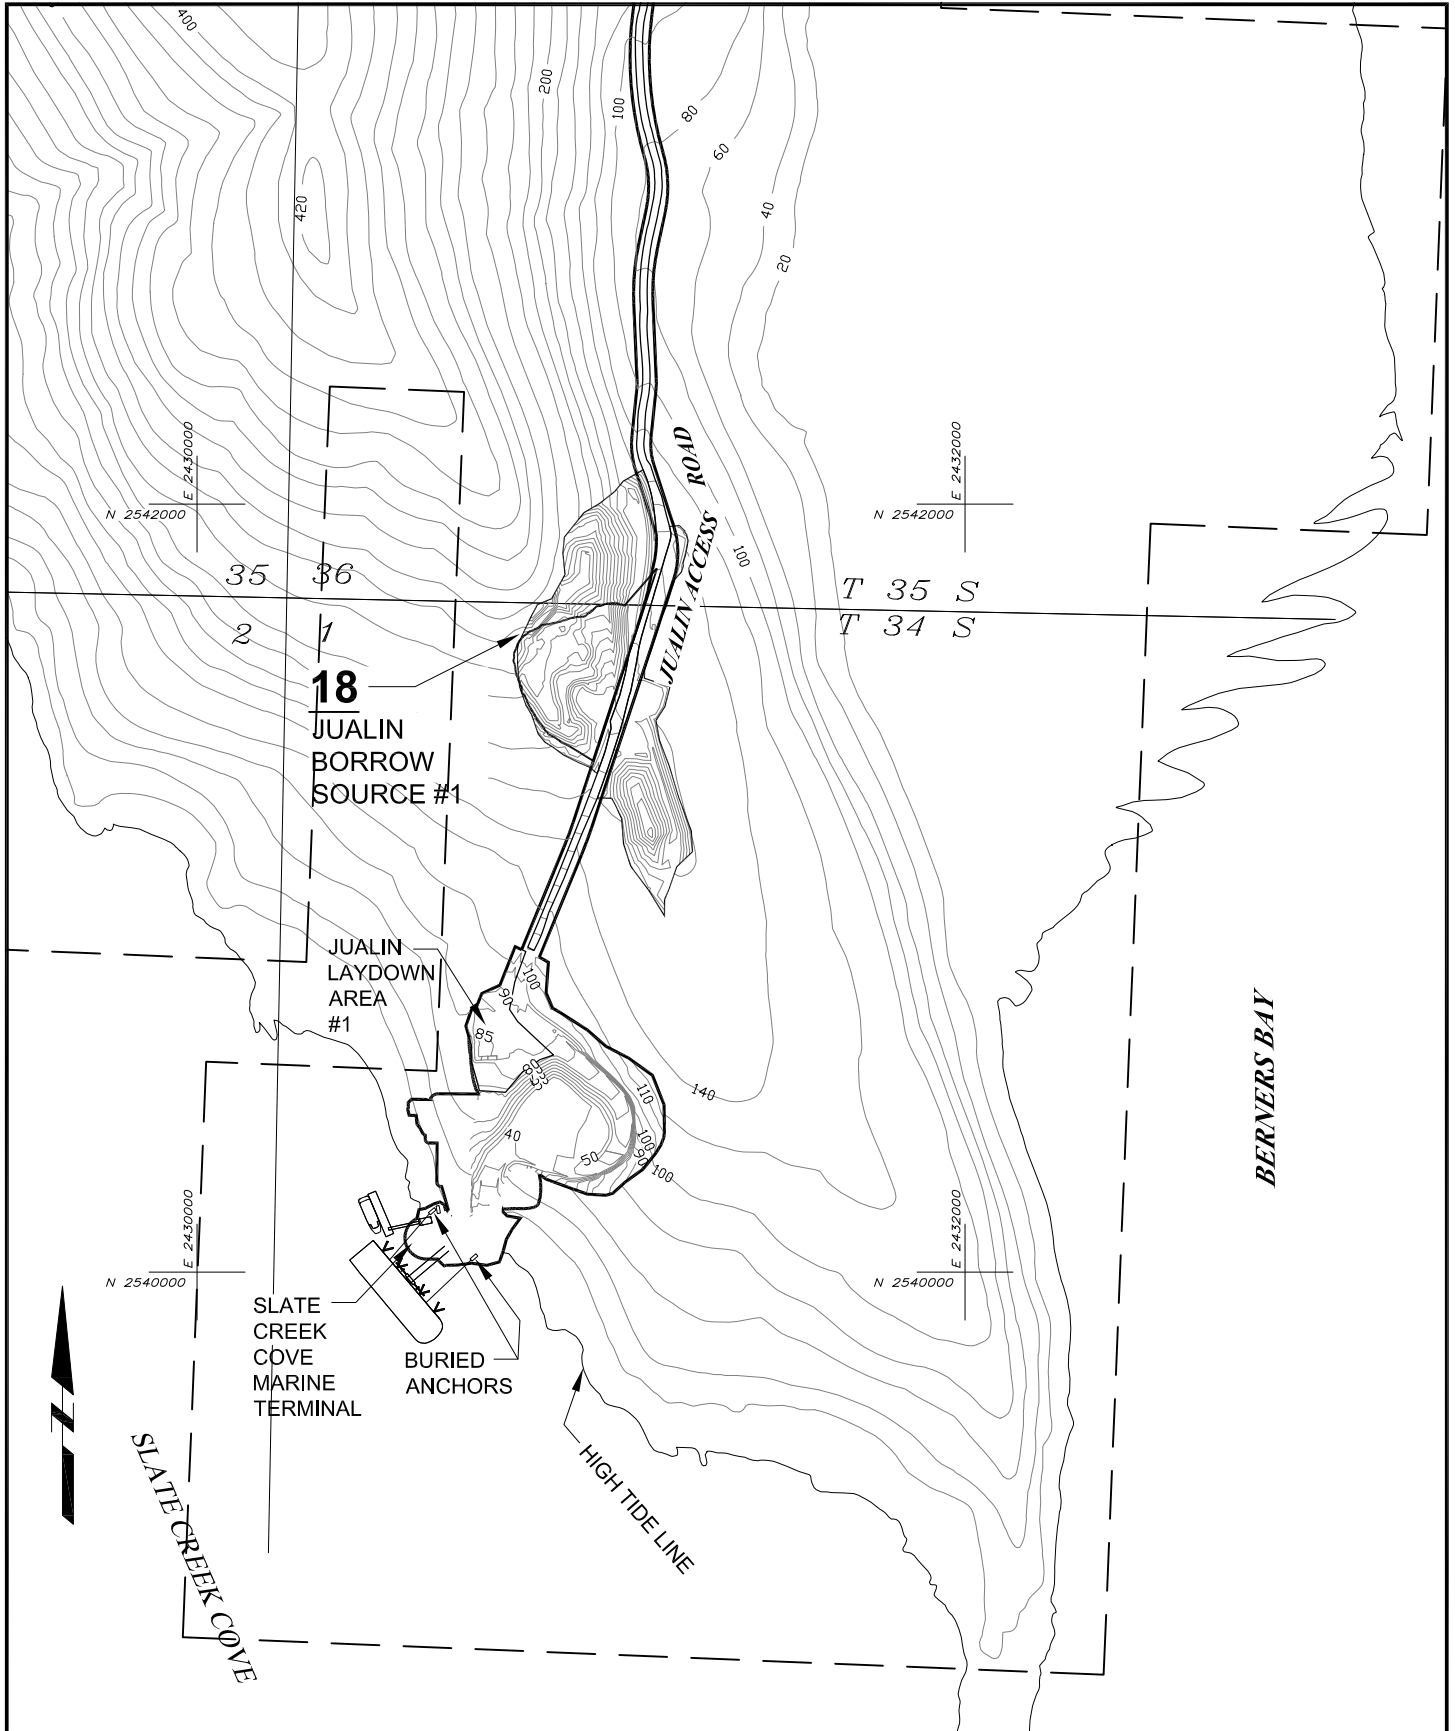 400
200
100
80
60
420
40
20
JUALIN ACCESS ROAD
E 2430000
N 2542000
E 2432000
N 2542000
100
35 36
T 35 S
2 1
T 34 S
18
JUALIN
BORROW
SOURCE #1
JUALIN
LAYDOWN
AREA
#1
100
90
85
140
110
40
50
100
90
100
BERNERS BAY
E 2430000
N 2540000
E 2432000
N 2540000
SLATE
CREEK
COVE
MARINE
TERMINAL
BURIED
ANCHORS
HIGH TIDE LINE
SLATE CREEK COVE
N